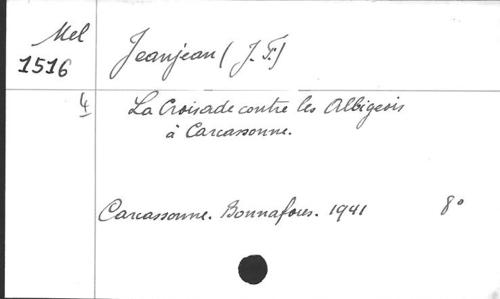 Mel
1516
4
Jeanjean (J. F.)
La Croisade contre les Albigeois
à Carcassonne.
Carcassonne. Bonnafous. 1941 8°